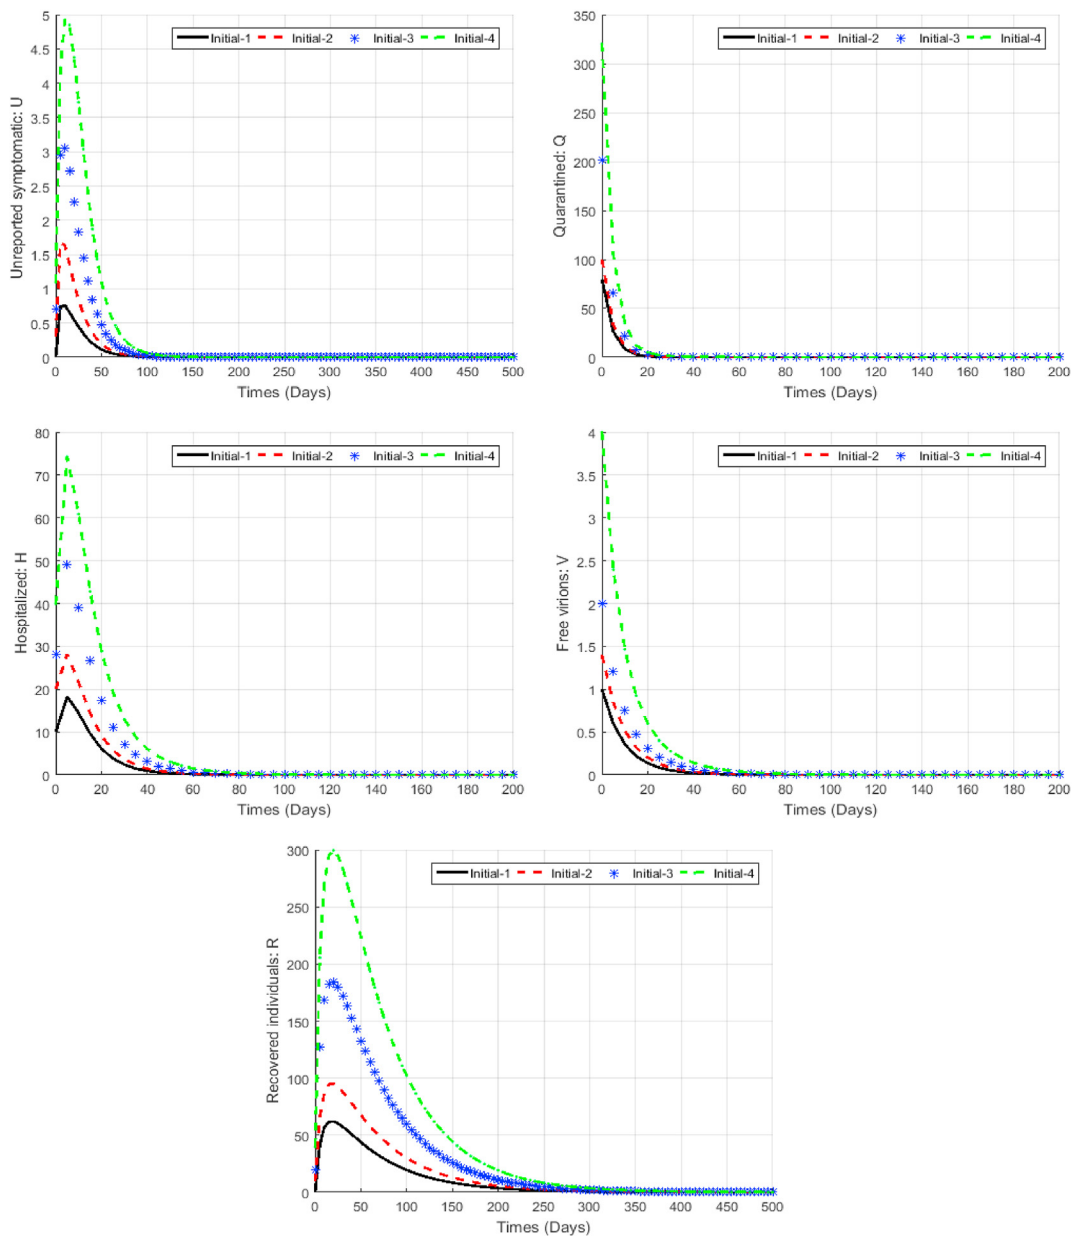 Initial-1 Initial-2 Initial-3 Initial-4
Unreported symptomatic: U
5
4.5
4
3.5
3
2.5
2
1.5
1
0.5
0
0 50 100 150 200 250 300 350 400 450 500
Times (Days)
Initial-1 Initial-2 Initial-3 Initial-4
Quarantined: Q
350
300
250
200
150
100
50
0
0 20 40 60 80 100 120 140 160 180 200
Times (Days)
Initial-1 Initial-2 Initial-3 Initial-4
Hospitalized: H
80
70
60
50
40
30
20
10
0
0 20 40 60 80 100 120 140 160 180 200
Times (Days)
Initial-1 Initial-2 Initial-3 Initial-4
Free virions: V
4
3.5
3
2.5
2
1.5
1
0.5
0
0 20 40 60 80 100 120 140 160 180 200
Times (Days)
Initial-1 Initial-2 Initial-3 Initial-4
Recovered individuals: R
300
250
200
150
100
50
0
0 50 100 150 200 250 300 350 400 450 500
Times (Days)